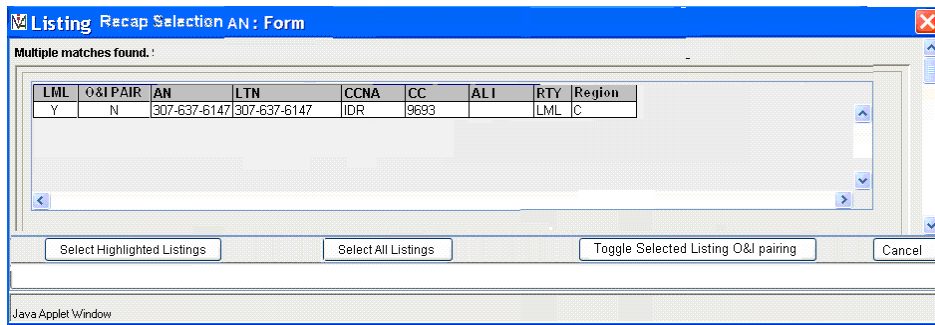 Listing Recap Selection AN: Form
Multiple matches found. :
LML O&I PAIR AN LTN CCNA CC ALI RTY Region
Y N 307-637-6147 307-637-6147 IDR 9693 LML C
Select Highlighted Listings Select All Listings Toggle Selected Listing O&I pairing Cancel
Java Applet Window